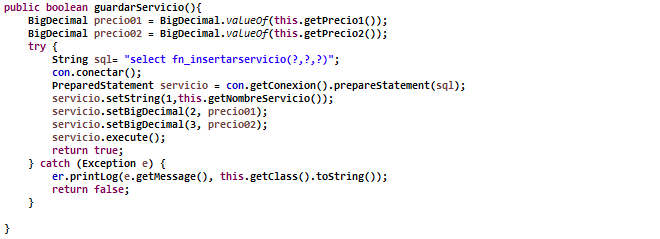 public boolean guardarServicio(){
    BigDecimal precio01 = BigDecimal.valueOf(this.getPrecio1());
    BigDecimal precio02 = BigDecimal.valueOf(this.getPrecio2());
    try {
        String sql= "select fn_insertarservicio(?,?,?)";
        con.conectar();
        PreparedStatement servicio = con.getConexion().prepareStatement(sql);
        servicio.setString(1,this.getNombreServicio());
        servicio.setBigDecimal(2, precio01);
        servicio.setBigDecimal(3, precio02);
        servicio.execute();
        return true;
    } catch (Exception e) {
        er.printLog(e.getMessage(), this.getClass().toString());
        return false;
    }
}